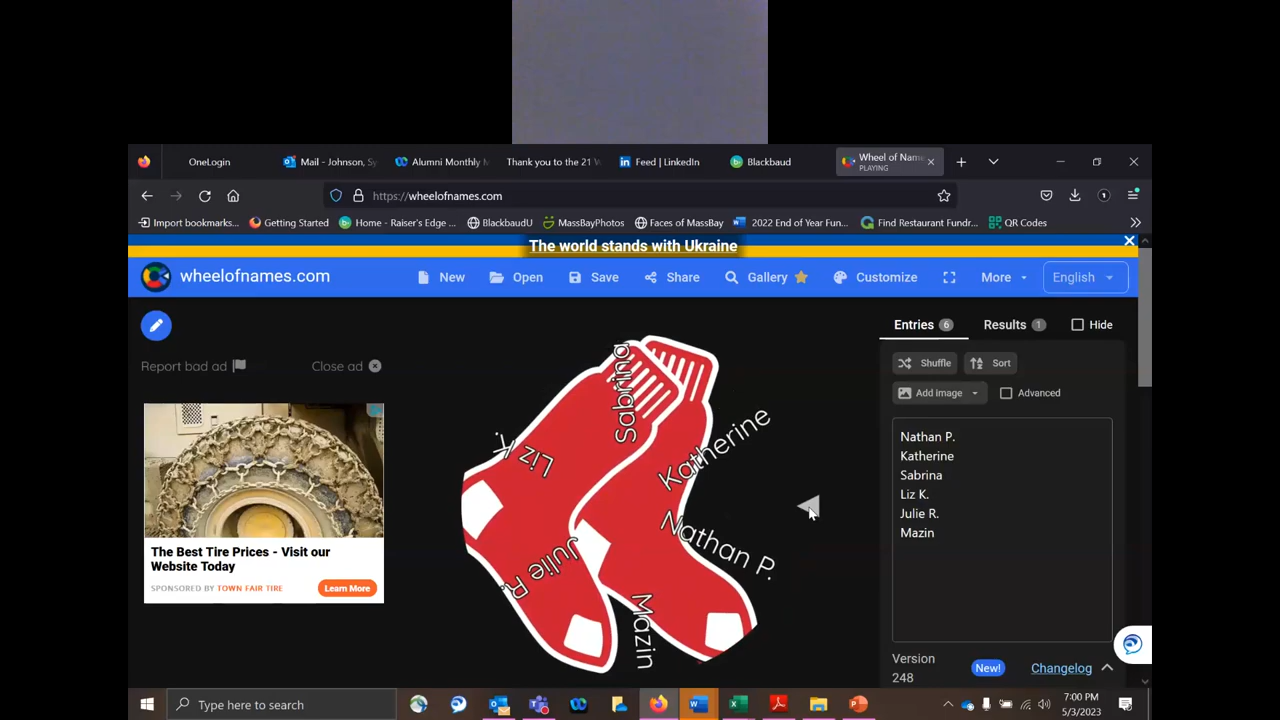 OneLogin
Mail - Johnson, Sy
Alumni Monthly M
Thank you to the 21 W
Feed | LinkedIn
Blackbaud
Wheel of Name
PLAYING
https://wheelofnames.com
1
Import bookmarks...
Getting Started
Home - Raiser's Edge ...
BlackbaudU
MassBayPhotos
Faces of MassBay
2022 End of Year Fun...
Find Restaurant Fundr...
QR Codes
The world stands with Ukraine
wheelofnames.com
New
Open
Save
Share
Gallery
Customize
More
English
Entries 6
Results 1
Hide
Report bad ad
Close ad
Shuffle
Sort
Add image
Advanced
Nathan P.
Katherine
Sabrina
Liz K.
Julie R.
Mazin
Sabrina
Katherine
Liz K.
Nathan P.
Julie R.
Mazin
The Best Tire Prices - Visit our
Website Today
SPONSORED BY TOWN FAIR TIRE
Learn More
Version
248
New!
Changelog
Type here to search
7:00 PM
5/3/2023